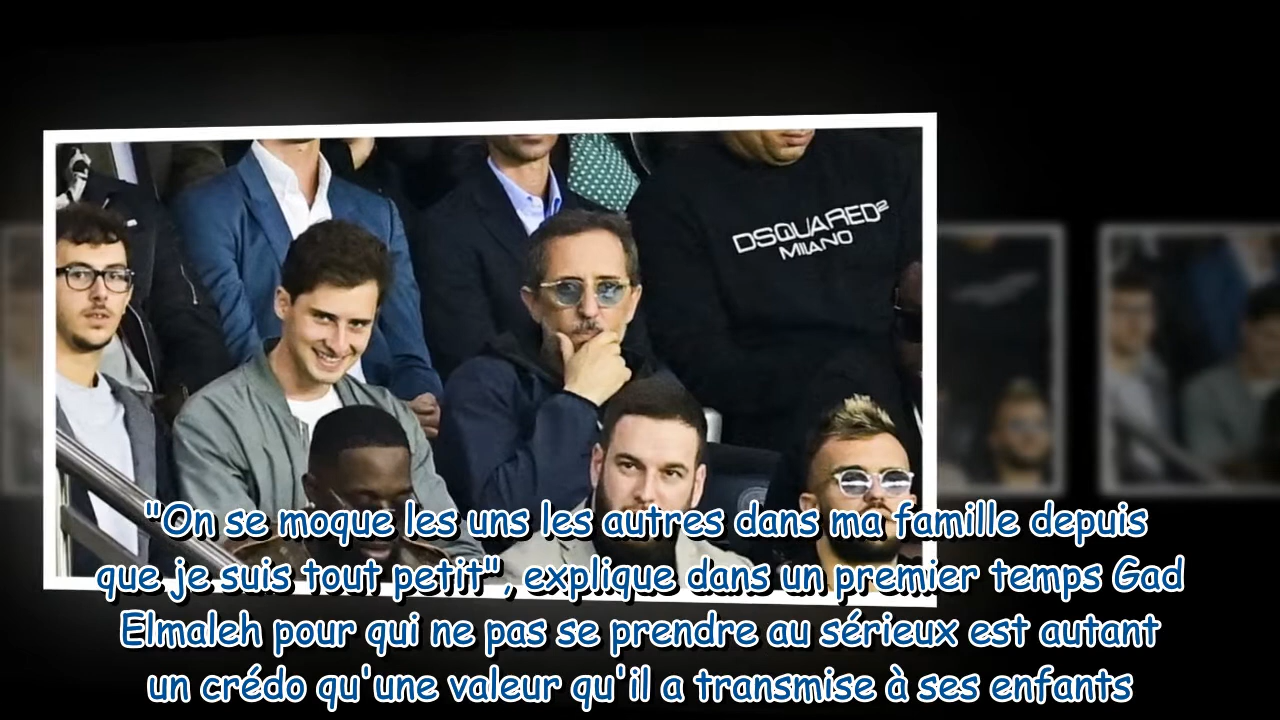 DSQUARED²
MILANO
"On se moque les uns les autres dans ma famille depuis
que je suis tout petit", explique dans un premier temps Gad
Elmaleh pour qui ne pas se prendre au sérieux est autant
un crédo qu'une valeur qu'il a transmise à ses enfants